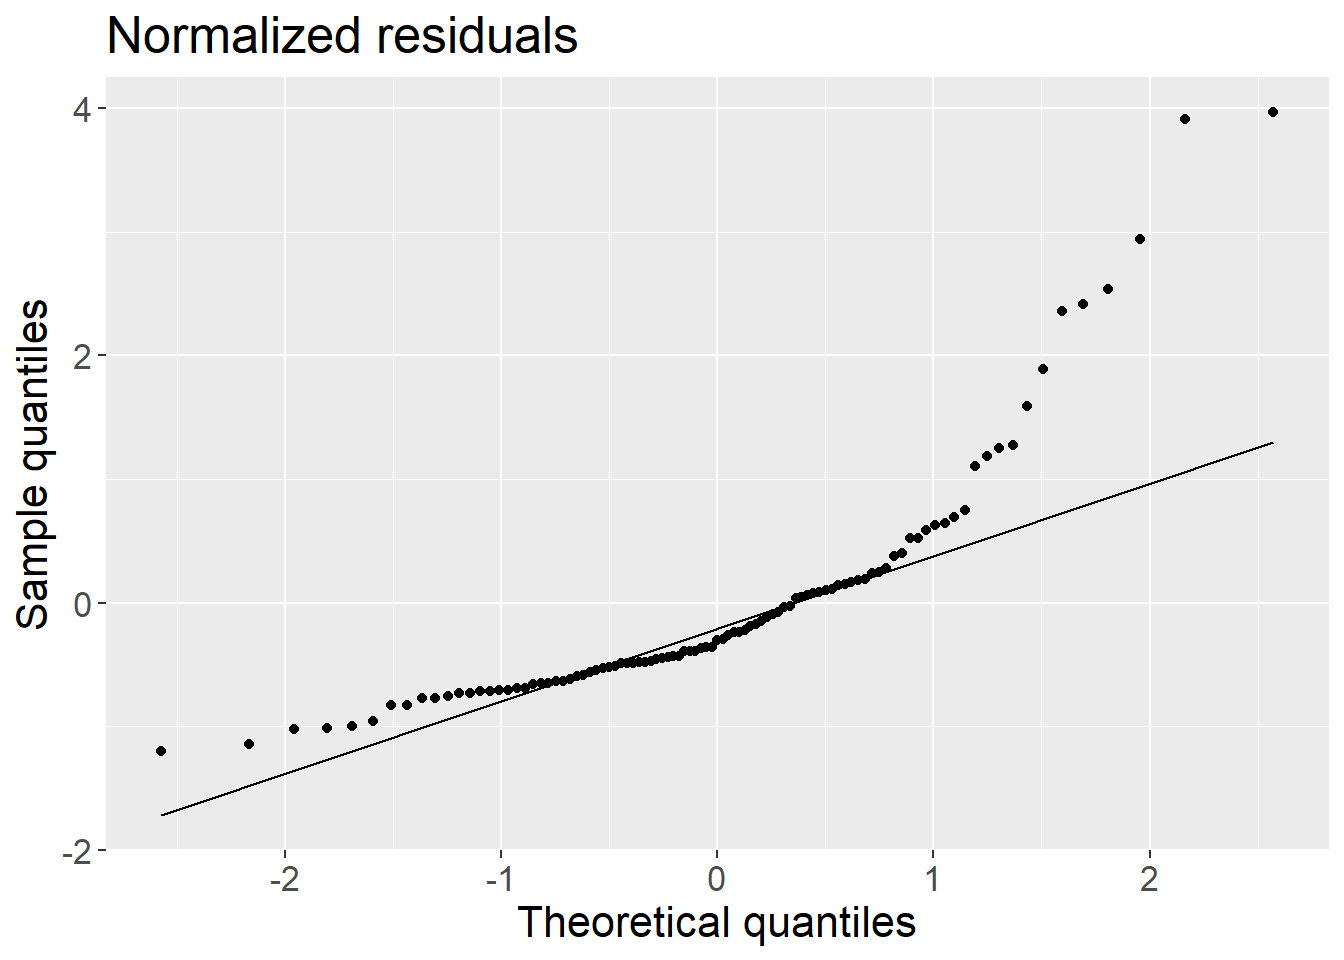 Normalized residuals
4
2
0
-2
Sample quantiles
-2 -1 0 1 2
Theoretical quantiles